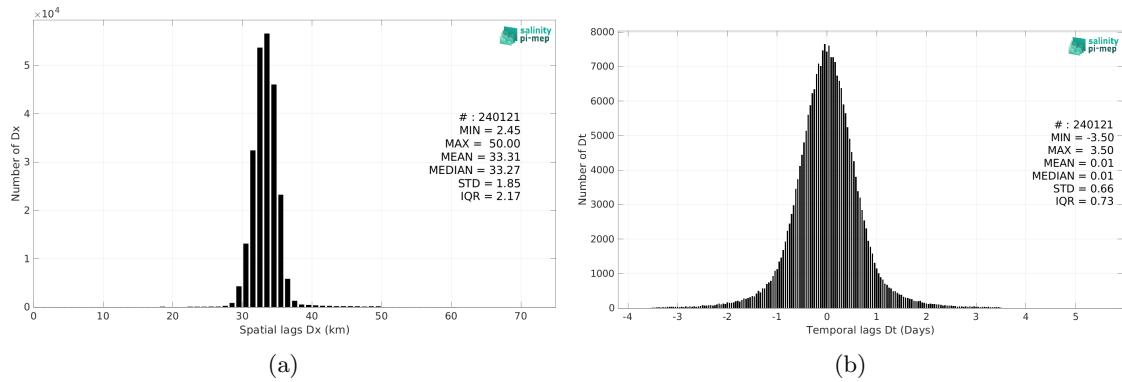 ×10^4
salinity
pi-mep
5
4
3
2
1
0
Number of Dx
# : 240121
MIN = 2.45
MAX =  50.00
MEAN = 33.31
MEDIAN = 33.27
STD = 1.85
IQR = 2.17
0 10 20 30 40 50 60 70
Spatial lags Dx (km)
(a)
8000
7000
6000
5000
4000
3000
2000
1000
0
Number of Dt
salinity
pi-mep
# : 240121
MIN = -3.50
MAX =  3.50
MEAN = 0.01
MEDIAN = 0.01
STD = 0.66
IQR = 0.73
-4 -3 -2 -1 0 1 2 3 4 5
Temporal lags Dt (Days)
(b)